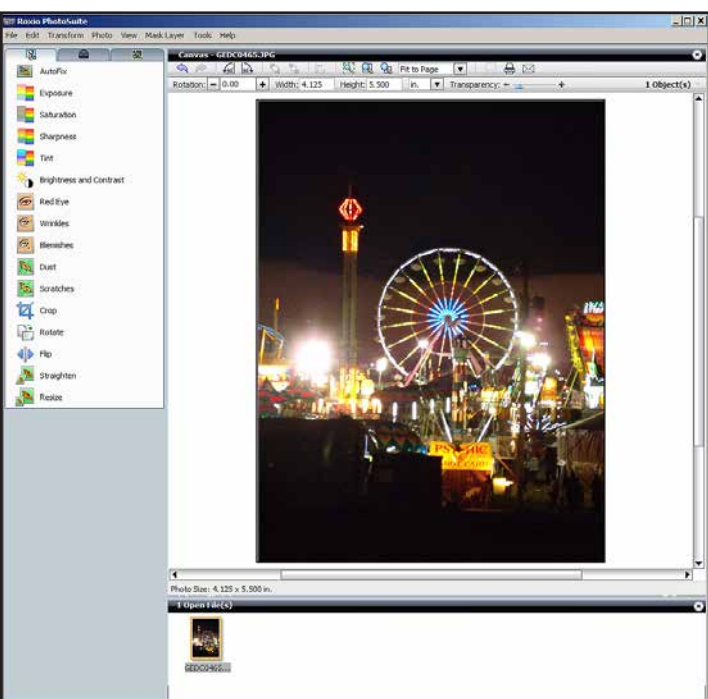 Roxio PhotoSuite
File Edit Transform Photo View Mask Layer Tools Help
AutoFix
Exposure
Saturation
Sharpness
Tint
Brightness and Contrast
Red Eye
Wrinkles
Blemishes
Dust
Scratches
Crop
Rotate
Flip
Straighten
Resize
Canvas - GEDC0465.JPG
Fit to Page
Rotation: 0.00 Width: 4.125 Height: 5.500 in. Transparency: 1 Object(s)
PSYCHIC
Photo Size: 4.125 x 5.500 in.
1 Open File(s)
GEDC0465...